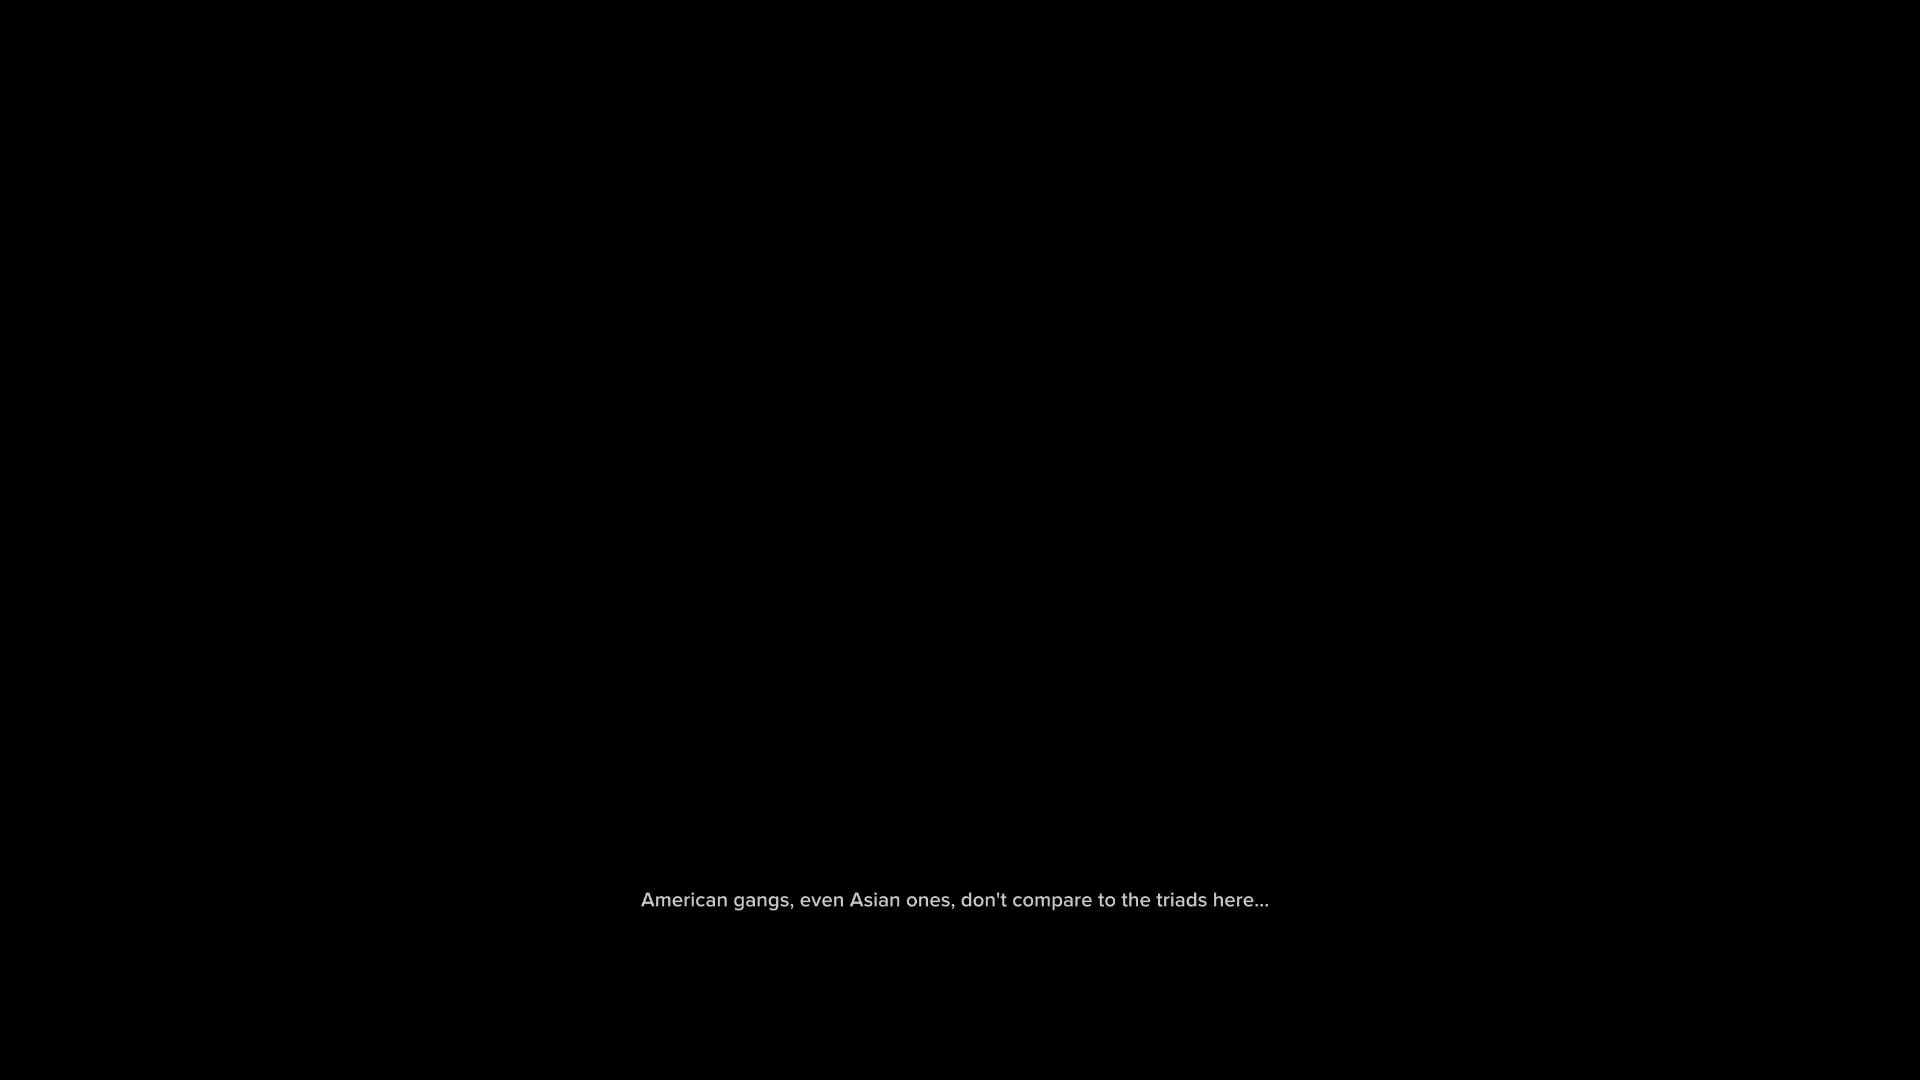 American gangs, even Asian ones, don't compare to the triads here...